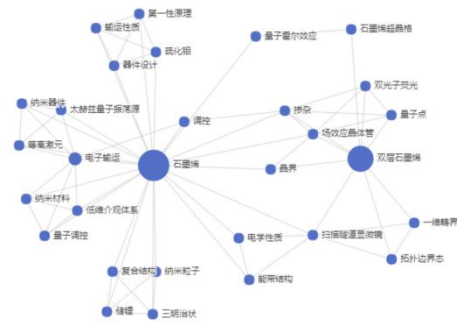 第一性原理
输运性质
硫化钼
器件设计
量子霍尔效应
石墨烯超晶格
双光子荧光
纳米器件
太赫兹量子振荡源
调控
掺杂
量子点
场效应晶体管
等离激元
电子输运
石墨烯
晶界
双层石墨烯
纳米材料
低维介观体系
量子调控
电学性质
扫描隧道显微镜
一维畴界
拓扑边界态
复合结构
纳米粒子
能带结构
储锂
三明治状